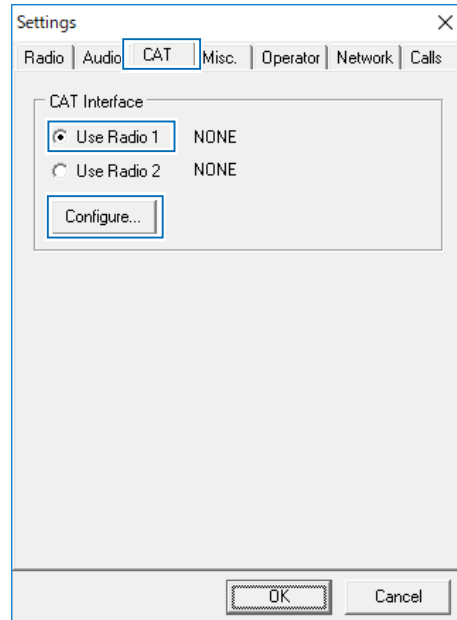 Settings
Radio Audio CAT Misc. Operator Network Calls
CAT Interface
Use Radio 1 NONE
Use Radio 2 NONE
Configure...
OK Cancel